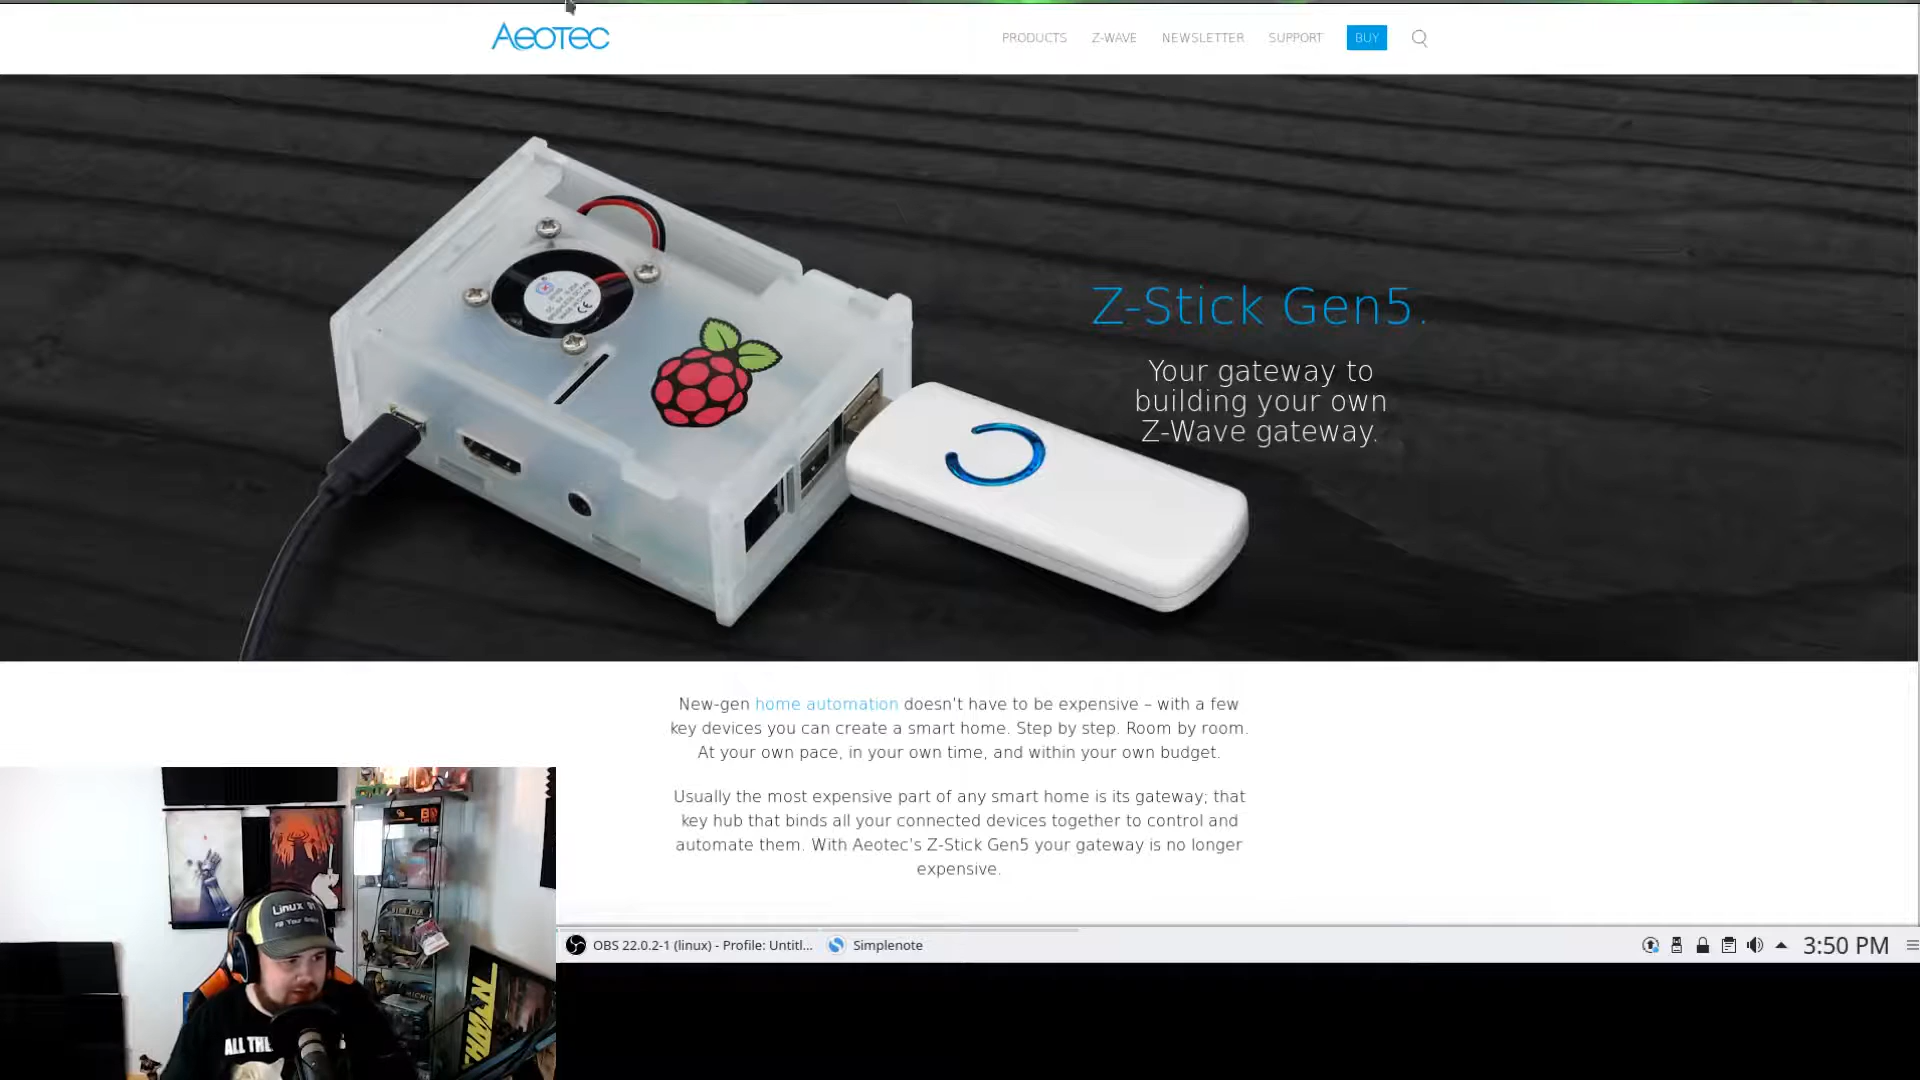 AEOTEC
PRODUCTS
Z-WAVE
NEWSLETTER
SUPPORT
BUY
Z-Stick Gen5.
Your gateway to
building your own
Z-Wave gateway.
New-gen home automation doesn't have to be expensive – with a few
key devices you can create a smart home. Step by step. Room by room.
At your own pace, in your own time, and within your own budget.
Usually the most expensive part of any smart home is its gateway; that
key hub that binds all your connected devices together to control and
automate them. With Aeotec's Z-Stick Gen5 your gateway is no longer
expensive.
Linux
ALL THE
OBS 22.0.2-1 (linux) - Profile: Untitl...
Simplenote
3:50 PM